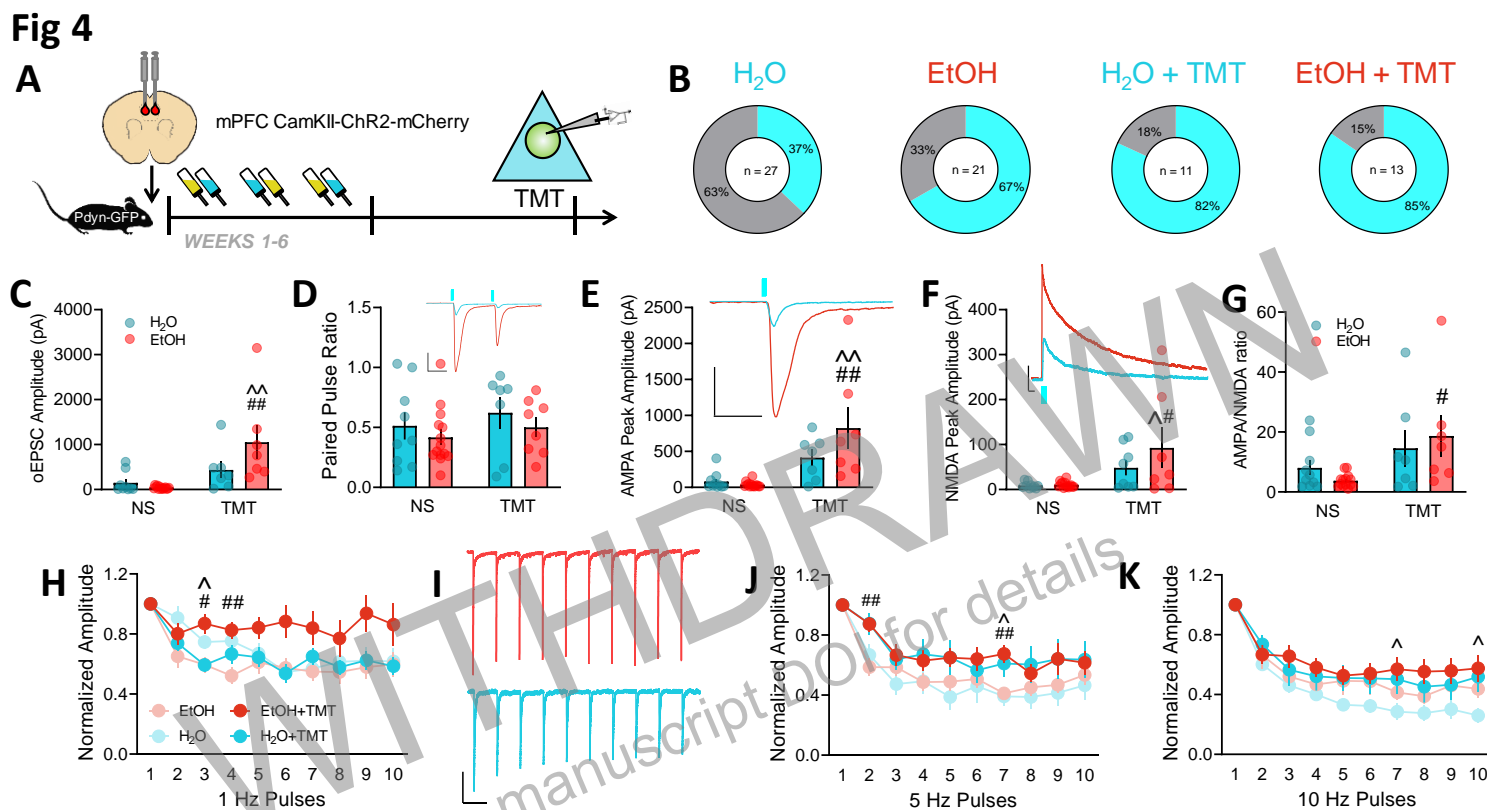 Fig 4
A
mPFC CamKII-ChR2-mCherry
TMT
Pdyn-GFP
WEEKS 1-6
B
H₂O
EtOH
H₂O + TMT
EtOH + TMT
37%
63%
n = 27
33%
67%
n = 21
18%
82%
n = 11
15%
85%
n = 13
C
oEPSC Amplitude (pA)
4000
3000
2000
1000
0
H₂O
EtOH
^^
##
NS
TMT
D
Paired Pulse Ratio
1.5
1.0
0.5
0.0
NS
TMT
E
AMPA Peak Amplitude (pA)
2500
2000
1500
1000
500
0
^^
##
NS
TMT
F
NMDA Peak Amplitude (pA)
400
300
200
100
0
^#
NS
TMT
G
AMPA/NMDA ratio
60
40
20
0
H₂O
EtOH
#
NS
TMT
H
Normalized Amplitude
1.2
0.8
0.4
0.0
^
# ##
EtOH
EtOH+TMT
H₂O
H₂O+TMT
1 2 3 4 5 6 7 8 9 10
1 Hz Pulses
I
J
Normalized Amplitude
1.2
0.8
0.4
0.0
##
^
##
1 2 3 4 5 6 7 8 9 10
5 Hz Pulses
K
Normalized Amplitude
1.2
0.8
0.4
0.0
^ ^
1 2 3 4 5 6 7 8 9 10
10 Hz Pulses
WITHDRAWN
manuscript DOI for details